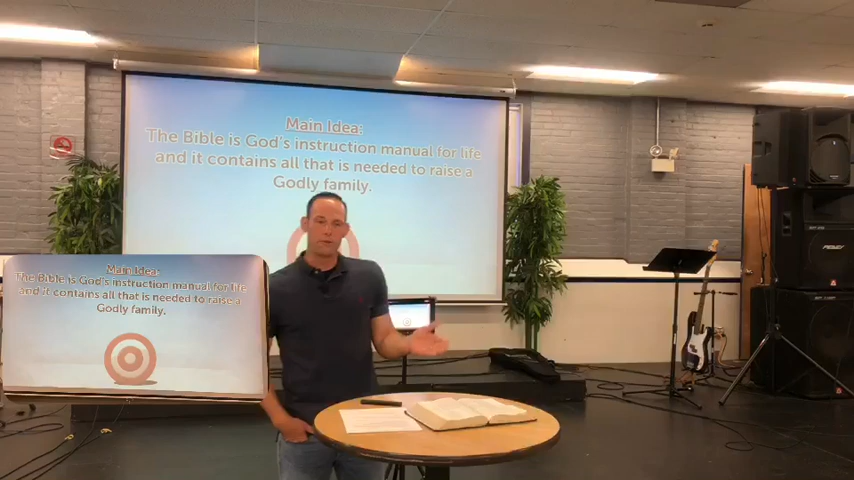 Main Idea:
The Bible is God's instruction manual for life
and it contains all that is needed to raise a
Godly family.
Main Idea:
The Bible is God's instruction manual for life
and it contains all that is needed to raise a
Godly family.
PEAVEY